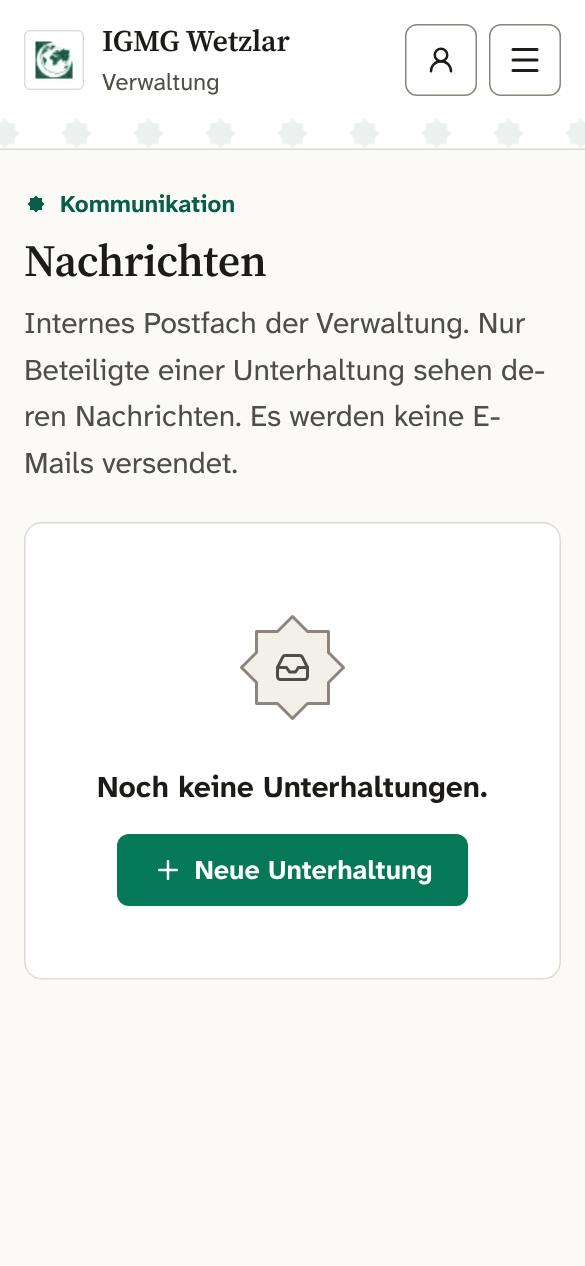 IGMG Wetzlar
Verwaltung
Kommunikation
Nachrichten
Internes Postfach der Verwaltung. Nur
Beteiligte einer Unterhaltung sehen de-
ren Nachrichten. Es werden keine E-
Mails versendet.
Noch keine Unterhaltungen.
+ Neue Unterhaltung